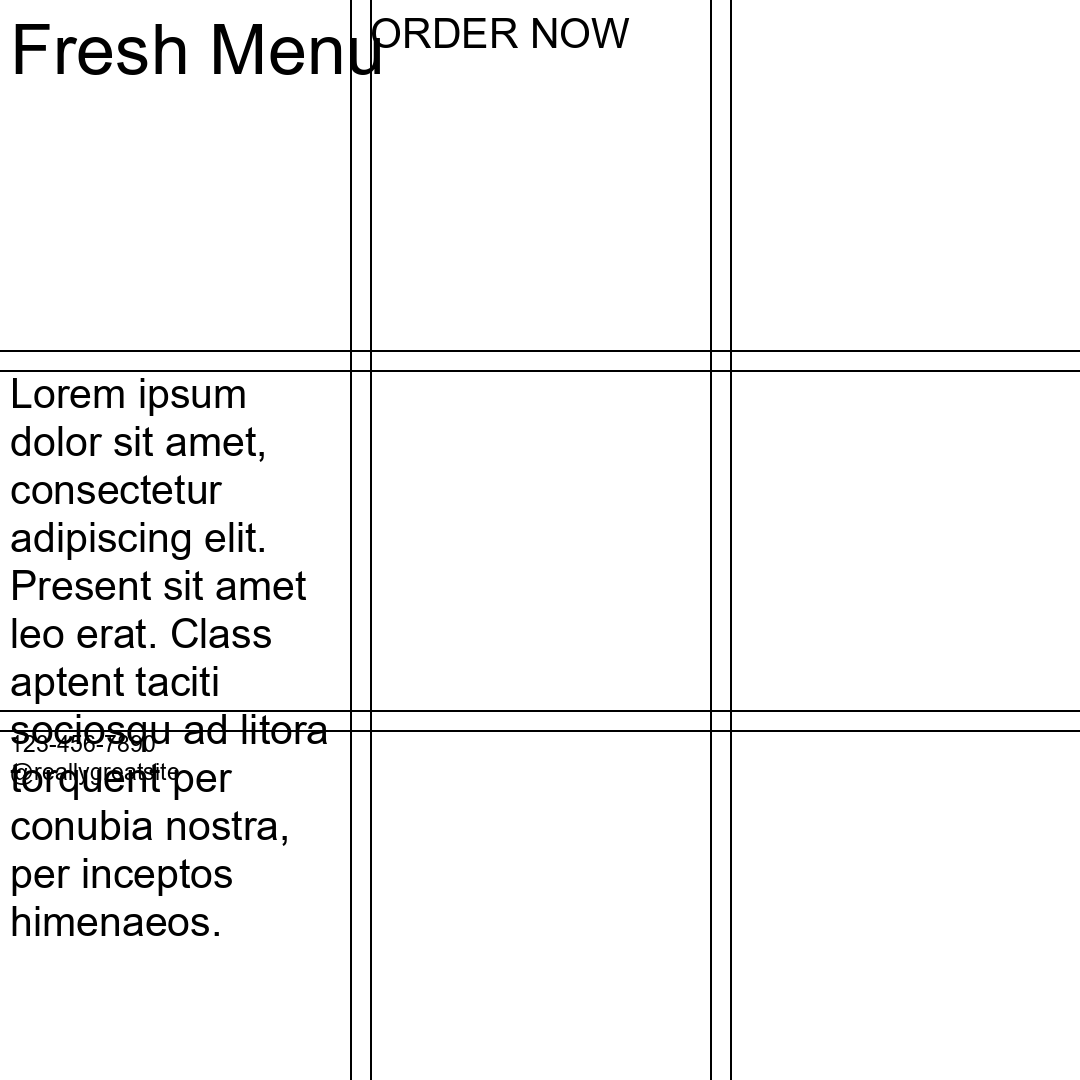 Fresh Menu
ORDER NOW
Lorem ipsum
dolor sit amet,
consectetur
adipiscing elit.
Present sit amet
leo erat. Class
aptent taciti
sociosqu ad litora
torquent per
conubia nostra,
per inceptos
himenaeos.
123-456-7890
@reallygreatsite